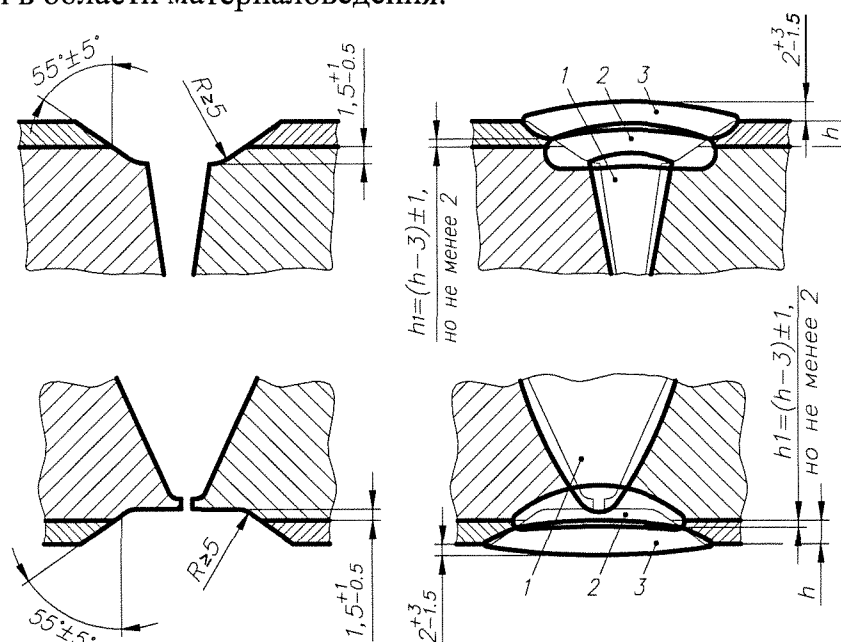 в области материаловедения.
55°±5°
R≥5
1,5+1-0.5
1
2
3
2+3-1.5
h
h1=(h-3)±1,
но не менее 2
55°±5°
R≥5
1,5+1-0.5
2+3-1.5
1
2
3
h1=(h-3)±1,
но не менее 2
h